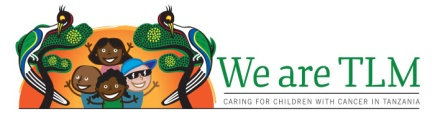 We are TLM
CARING FOR CHILDREN WITH CANCER IN TANZANIA